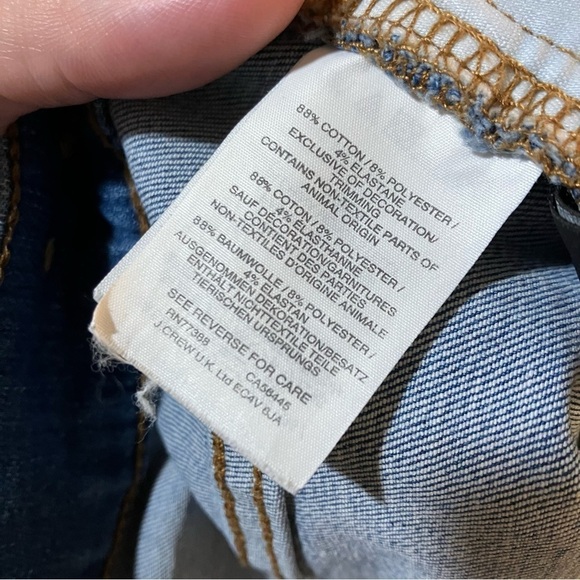 88% COTTON / 8% POLYESTER /
4% ELASTANE
EXCLUSIVE OF DECORATION/
TRIMMING
CONTAINS NON-TEXTILE PARTS OF
ANIMAL ORIGIN
88% COTON / 8% POLYESTER /
4% ELASTHANNE
SAUF DECORATION/GARNITURES
CONTIENT DES PARTIES
NON-TEXTILES D'ORIGINE ANIMALE
88% BAUMWOLLE / 8% POLYESTER /
4% ELASTAN
AUSGENOMMEN DEKORATION/BESATZ
ENTHÄLT NICHTTEXTILE TEILE
TIERISCHEN URSPRUNGS
SEE REVERSE FOR CARE
RN77388 CA56445
J.CREW U.K. Ltd EC4V 6JA